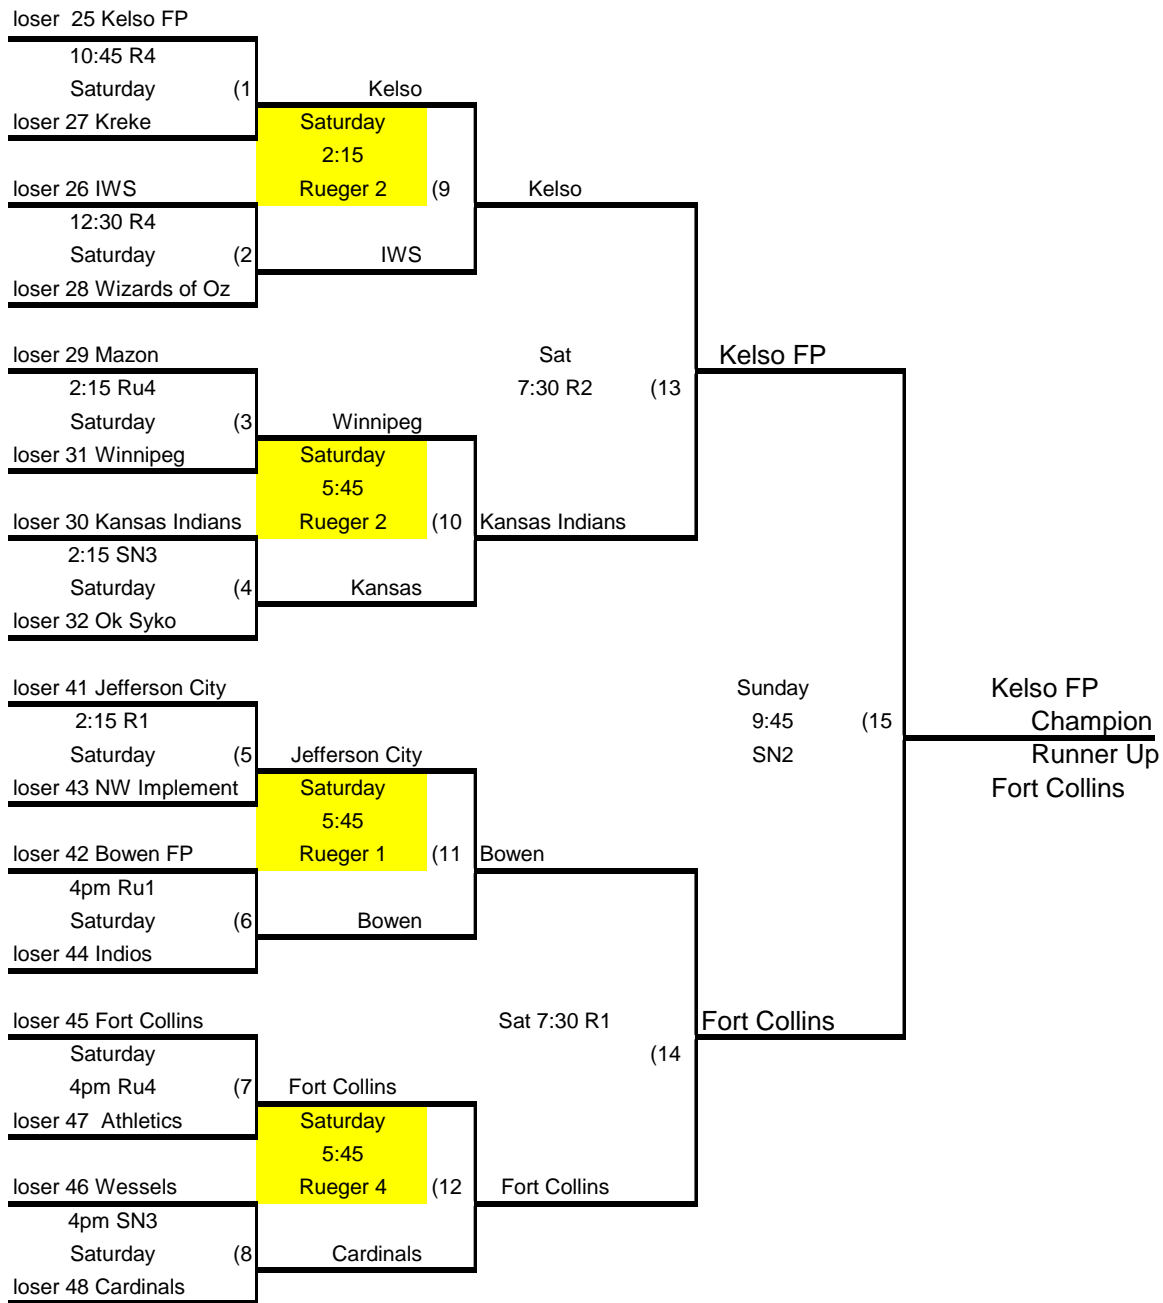 loser  25 Kelso FP
10:45 R4
Saturday (1 Kelso
loser 27 Kreke Saturday
2:15
loser 26 IWS Rueger 2 (9 Kelso
12:30 R4
Saturday (2 IWS
loser 28 Wizards of Oz
loser 29 Mazon Sat Kelso FP
2:15 Ru4 7:30 R2 (13
Saturday (3 Winnipeg
loser 31 Winnipeg Saturday
5:45
loser 30 Kansas Indians Rueger 2 (10 Kansas Indians
2:15 SN3
Saturday (4 Kansas
loser 32 Ok Syko
loser 41 Jefferson City Sunday Kelso FP
2:15 R1 9:45 (15 Champion
Saturday (5 Jefferson City SN2 Runner Up
loser 43 NW Implement Saturday Fort Collins
5:45
loser 42 Bowen FP Rueger 1 (11 Bowen
4pm Ru1
Saturday (6 Bowen
loser 44 Indios
loser 45 Fort Collins Sat 7:30 R1 Fort Collins
Saturday (14
4pm Ru4 (7 Fort Collins
loser 47  Athletics Saturday
5:45
loser 46 Wessels Rueger 4 (12 Fort Collins
4pm SN3
Saturday (8 Cardinals
loser 48 Cardinals